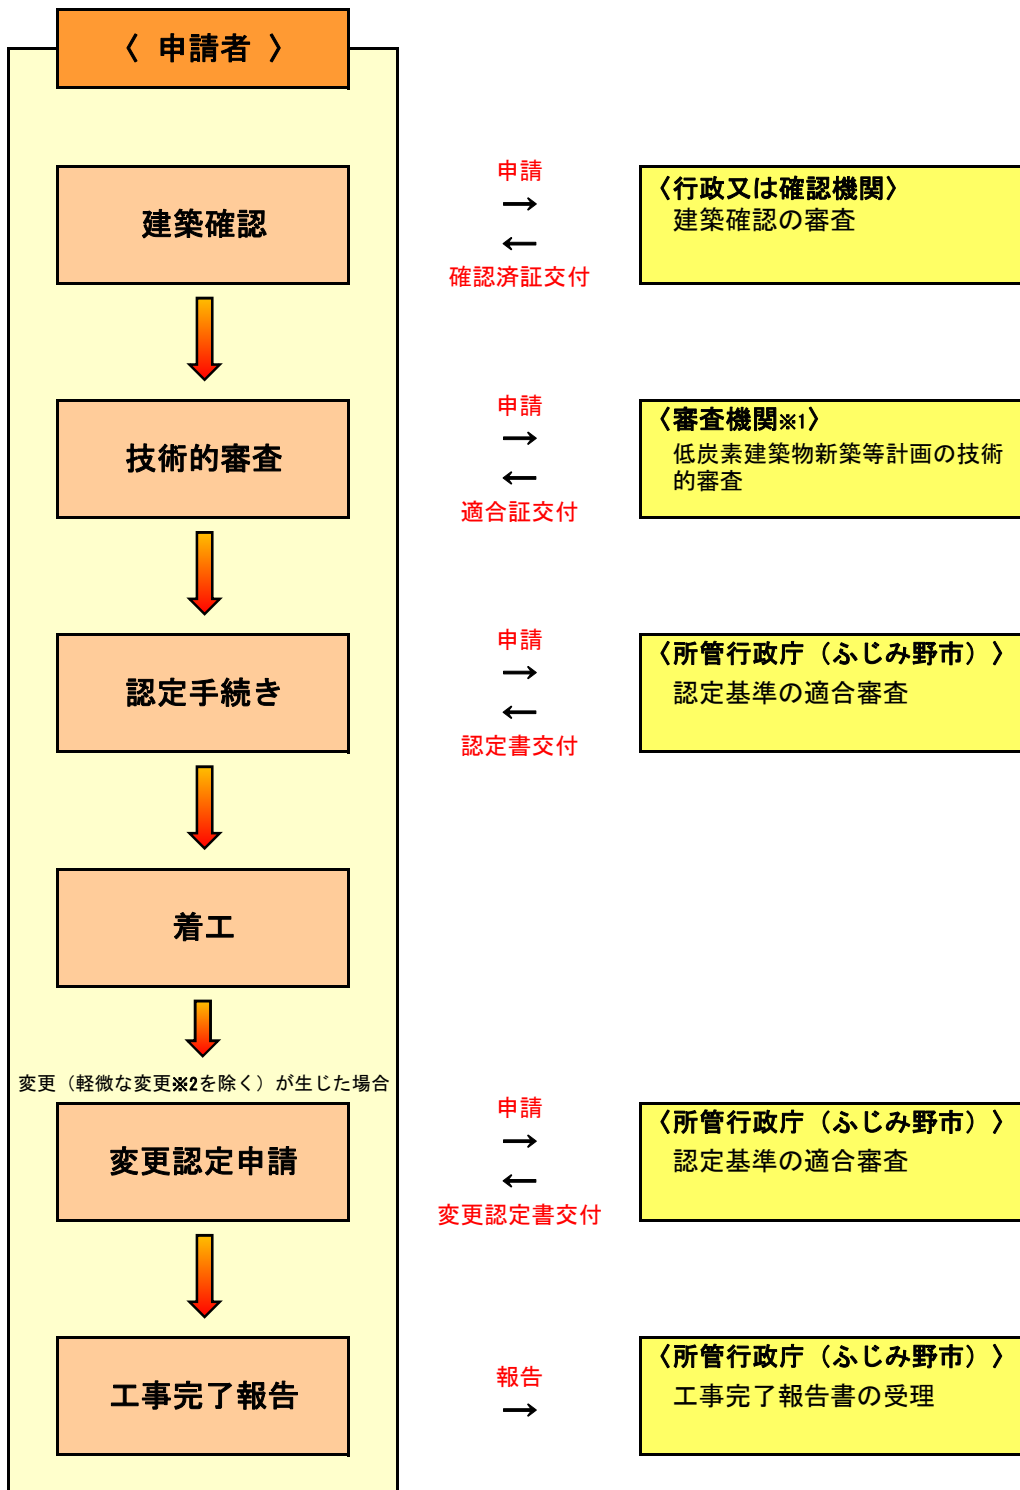 〈 申請者 〉
建築確認
申請
→
←
確認済証交付
〈行政又は確認機関〉
建築確認の審査
技術的審査
申請
→
←
適合証交付
〈審査機関※1〉
低炭素建築物新築等計画の技術
的審査
認定手続き
申請
→
←
認定書交付
〈所管行政庁（ふじみ野市）〉
認定基準の適合審査
着工
変更（軽微な変更※2を除く）が生じた場合
変更認定申請
申請
→
←
変更認定書交付
〈所管行政庁（ふじみ野市）〉
認定基準の適合審査
工事完了報告
報告
→
〈所管行政庁（ふじみ野市）〉
工事完了報告書の受理